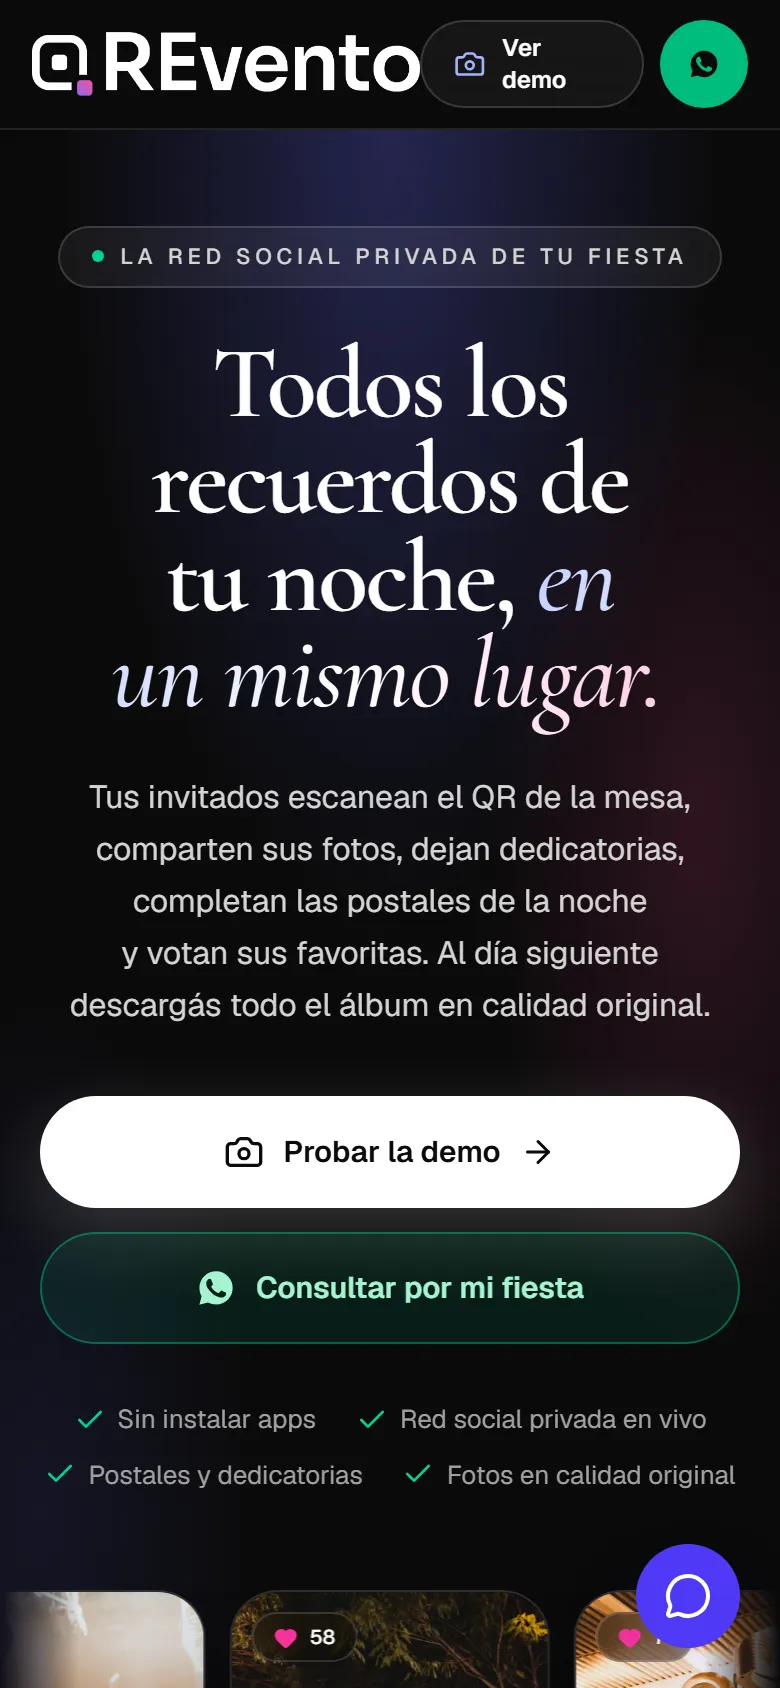 REvento
Ver
demo
LA RED SOCIAL PRIVADA DE TU FIESTA
Todos los
recuerdos de
tu noche, en
un mismo lugar.
Tus invitados escanean el QR de la mesa,
comparten sus fotos, dejan dedicatorias,
completan las postales de la noche
y votan sus favoritas. Al día siguiente
descargás todo el álbum en calidad original.
Probar la demo
Consultar por mi fiesta
Sin instalar apps
Red social privada en vivo
Postales y dedicatorias
Fotos en calidad original
58